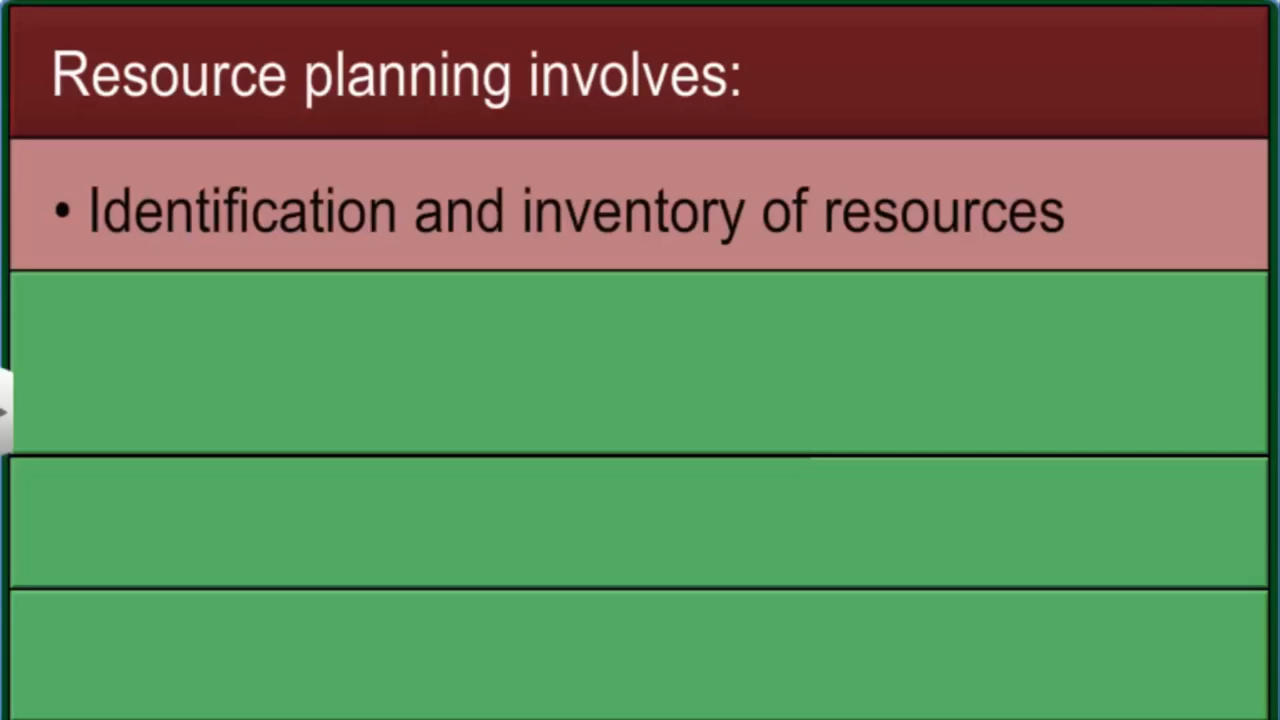 Resource planning involves:
• Identification and inventory of resources